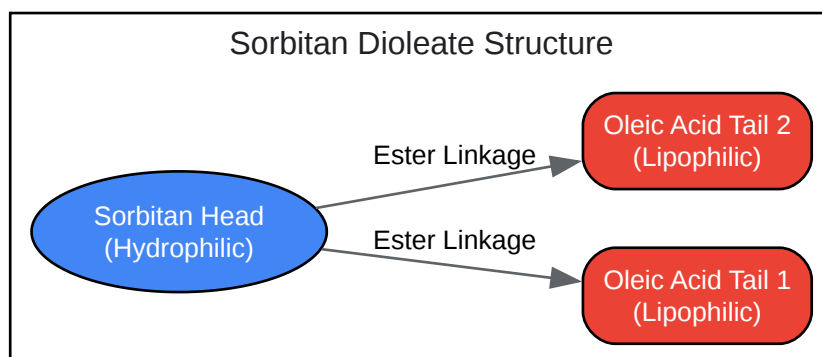 Sorbitan Dioleate Structure
Oleic Acid Tail 2
(Lipophilic)
Ester Linkage
Sorbitan Head
(Hydrophilic)
Ester Linkage
Oleic Acid Tail 1
(Lipophilic)